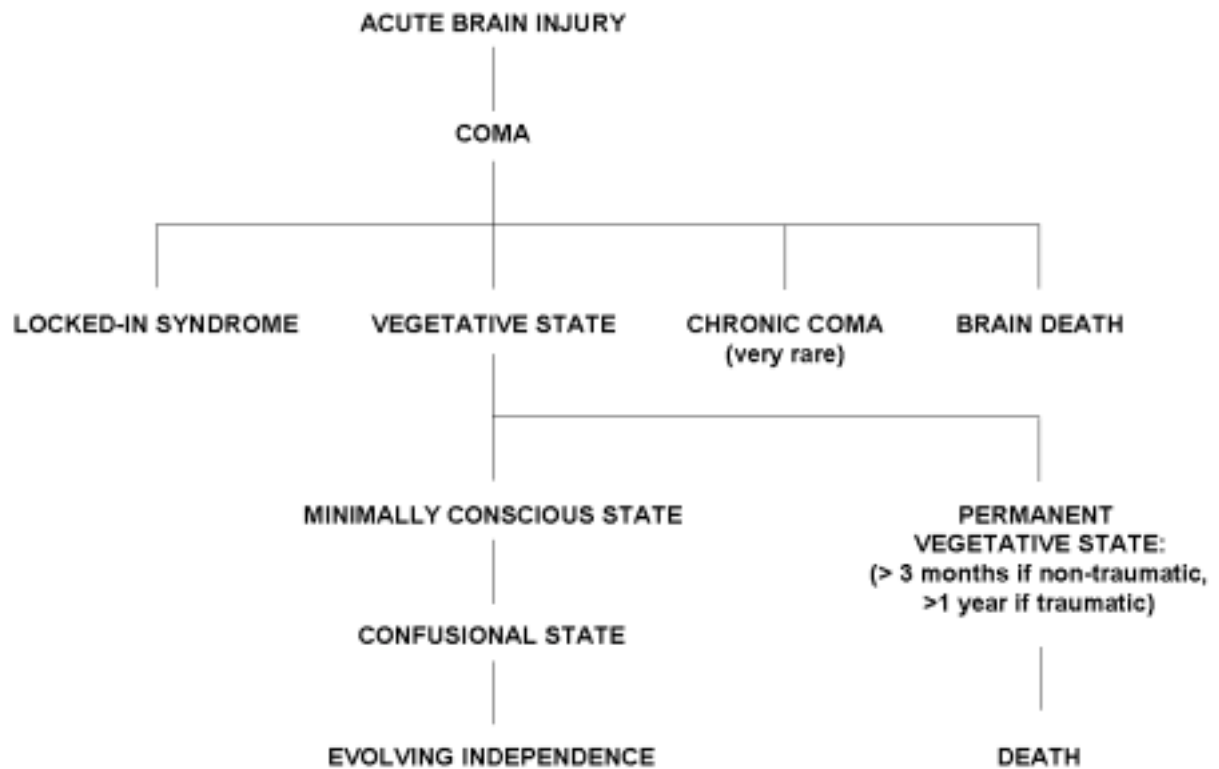 ACUTE BRAIN INJURY
COMA
LOCKED-IN SYNDROME
VEGETATIVE STATE
CHRONIC COMA
(very rare)
BRAIN DEATH
MINIMALLY CONSCIOUS STATE
PERMANENT
VEGETATIVE STATE:
(> 3 months if non-traumatic,
>1 year if traumatic)
CONFUSIONAL STATE
EVOLVING INDEPENDENCE
DEATH